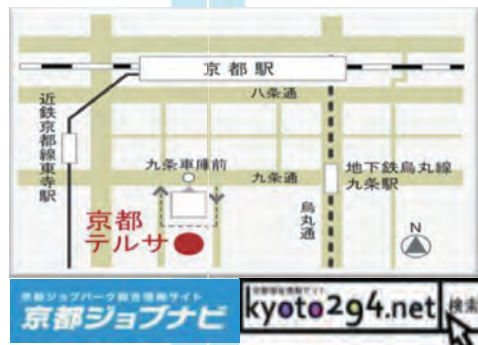 京都駅
八条通
近鉄京都線東寺駅
九条車庫前
九条通
地下鉄烏丸線
九条駅
烏丸通
京都
テルサ
N
京都ジョブパーク総合情報サイト
京都ジョブナビ
kyoto294.net
検索